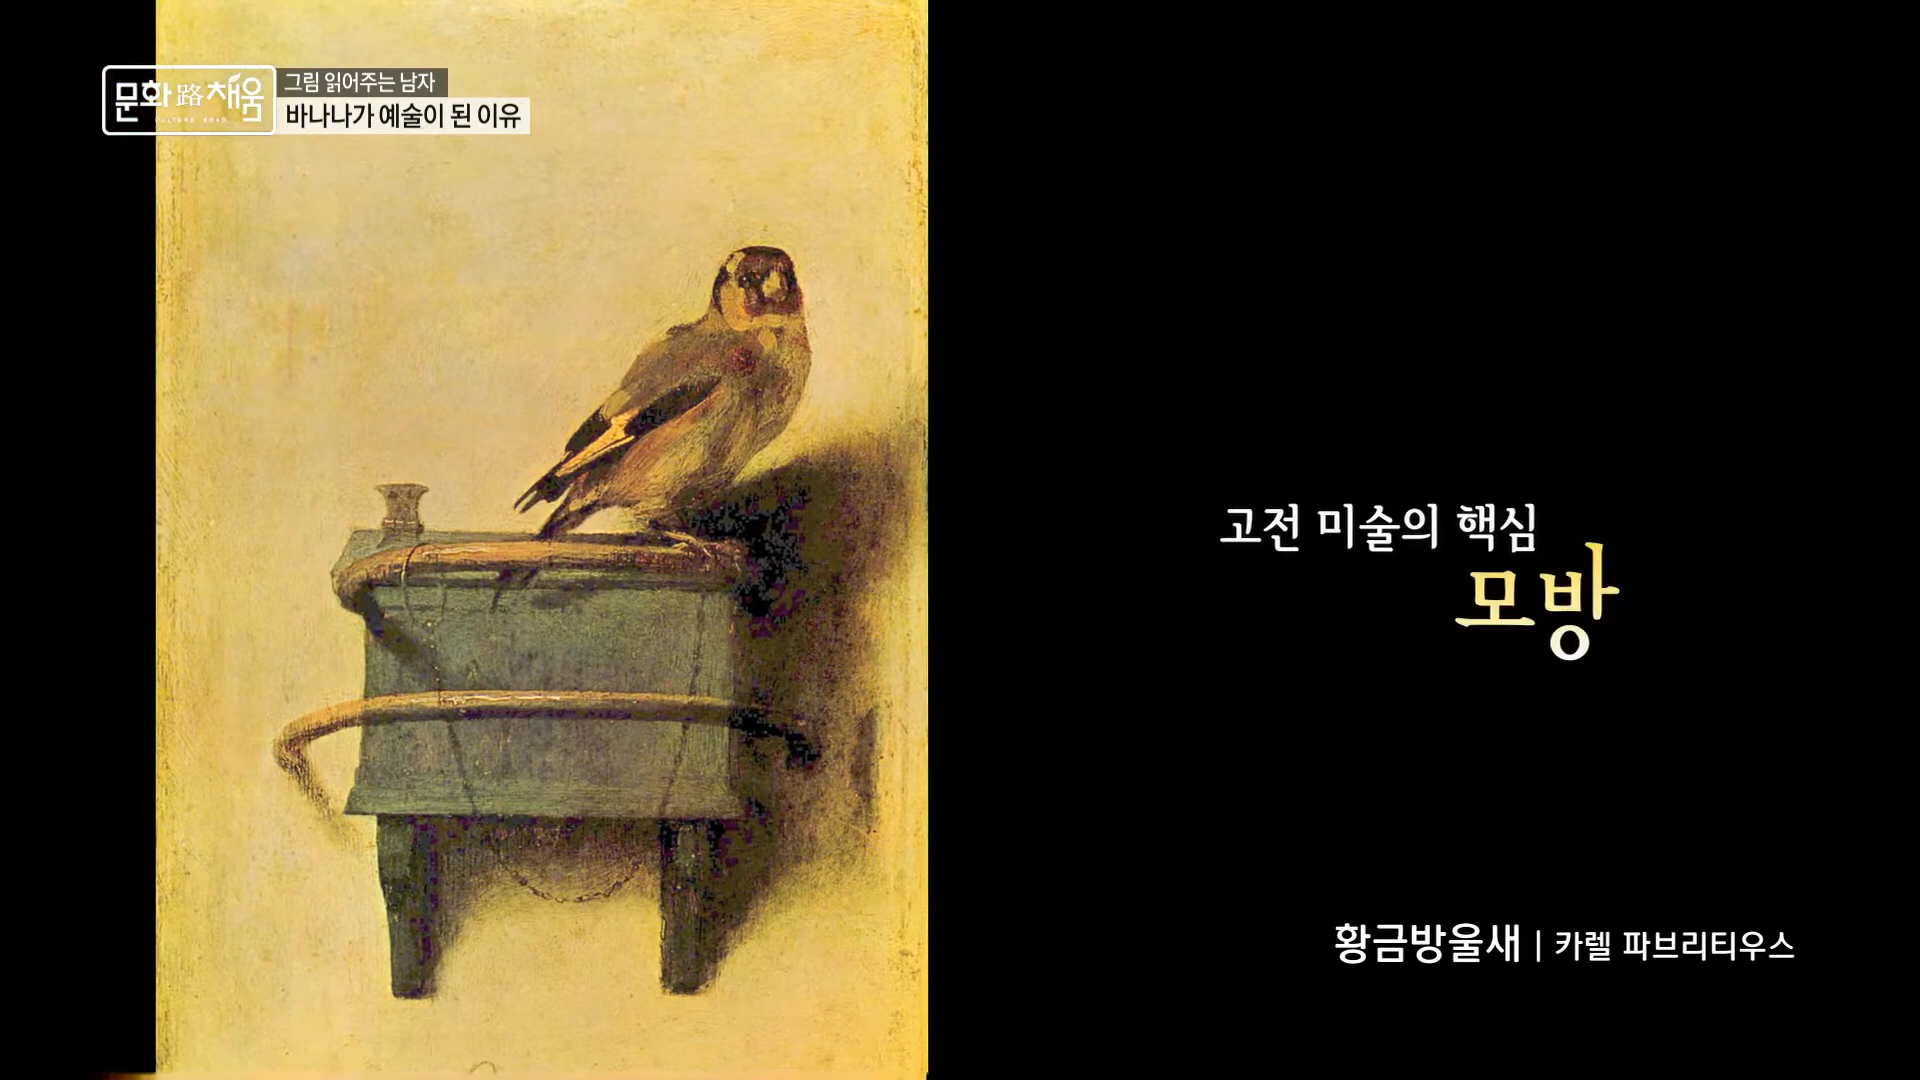 문화路채움
CULTURE ROAD
그림 읽어주는 남자
바나나가 예술이 된 이유
고전 미술의 핵심
모방
황금방울새 | 카렐 파브리티우스